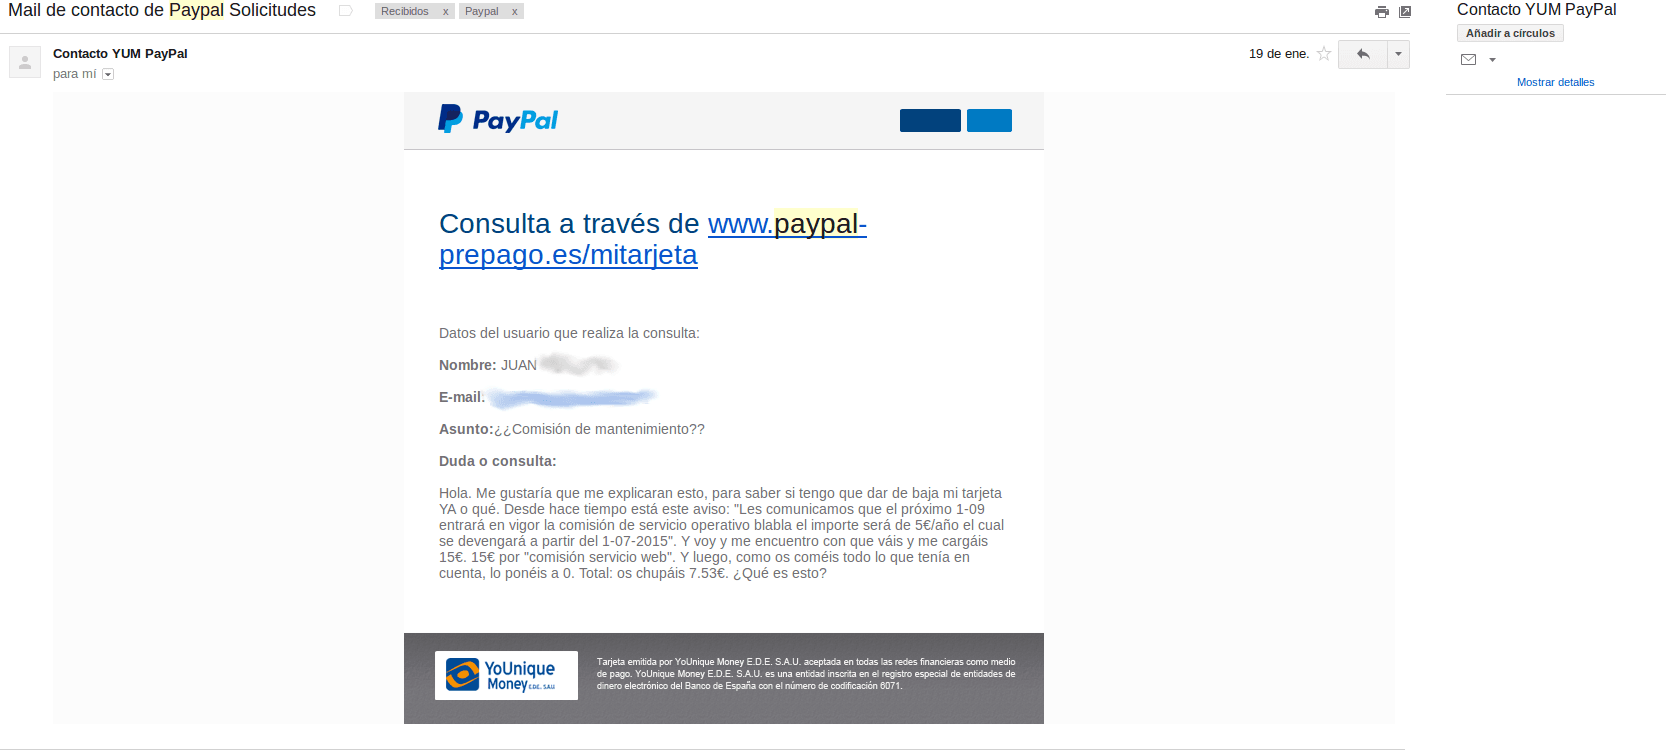 Mail de contacto de Paypal Solicitudes
Recibidos x Paypal x
Contacto YUM PayPal
Añadir a círculos
Mostrar detalles
Contacto YUM PayPal
19 de ene.
para mí
PayPal
Consulta a través de www.paypal-
prepago.es/mitarjeta
Datos del usuario que realiza la consulta:
Nombre: JUAN
E-mail:
Asunto:¿¿Comisión de mantenimiento??
Duda o consulta:
Hola. Me gustaría que me explicaran esto, para saber si tengo que dar de baja mi tarjeta
YA o qué. Desde hace tiempo está este aviso: "Les comunicamos que el próximo 1-09
entrará en vigor la comisión de servicio operativo blabla el importe será de 5€/año el cual
se devengará a partir del 1-07-2015". Y voy y me encuentro con que váis y me cargáis
15€. 15€ por "comisión servicio web". Y luego, como os coméis todo lo que tenía en
cuenta, lo ponéis a 0. Total: os chupáis 7.53€. ¿Qué es esto?
YoUnique
Money E.D.E. SAU
Tarjeta emitida por YoUnique Money E.D.E. S.A.U. aceptada en todas las redes financieras como medio
de pago. YoUnique Money E.D.E. S.A.U. es una entidad inscrita en el registro especial de entidades de
dinero electrónico del Banco de España con el número de codificación 6071.